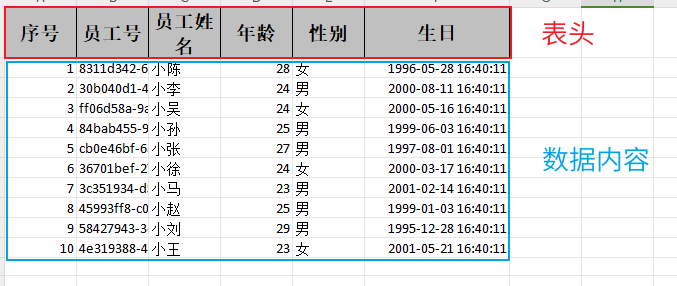 序号 员工号 员工姓名 年龄 性别 生日 表头
1 8311d342-6 小陈 28 女 1996-05-28 16:40:11
2 30b040d1-4 小李 24 男 2000-08-11 16:40:11
3 ff06d58a-9a 小吴 24 女 2000-05-16 16:40:11
4 84bab455-9 小孙 25 男 1999-06-03 16:40:11
5 cb0e46bf-6 小张 27 男 1997-08-01 16:40:11
数据内容
6 36701bef-2 小徐 24 女 2000-03-17 16:40:11
7 3c351934-d 小马 23 男 2001-02-14 16:40:11
8 45993ff8-c0 小赵 25 男 1999-01-03 16:40:11
9 58427943-3 小刘 29 男 1995-12-28 16:40:11
10 4e319388-4 小王 23 女 2001-05-21 16:40:11